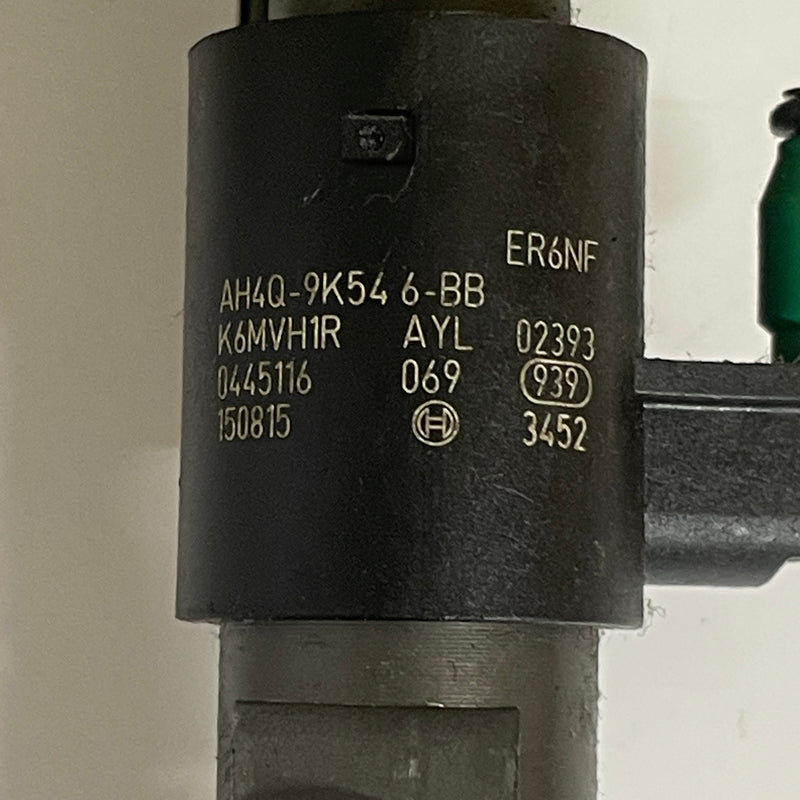 ER6NF
AH4Q-9K54 6-BB
K6MVH1R AYL 02393
0445116 069 939
150815 3452